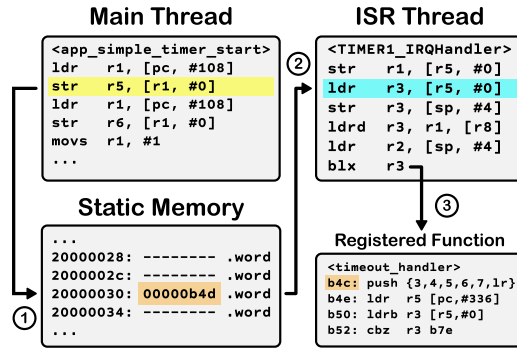 Main Thread
<app_simple_timer_start>
ldr r1, [pc, #108]
str r5, [r1, #0]
ldr r1, [pc, #108]
str r6, [r1, #0]
movs r1, #1
...
Static Memory
...
20000028: -------- .word
2000002c: -------- .word
20000030: 00000b4d .word
20000034: -------- .word
...
1
2
ISR Thread
<TIMER1_IRQHandler>
str r1, [r5, #0]
ldr r3, [r5, #0]
str r3, [sp, #4]
ldrd r3, r1, [r8]
ldr r2, [sp, #4]
blx r3
3
Registered Function
<timeout_handler>
b4c: push {3,4,5,6,7,lr}
b4e: ldr r5 [pc,#336]
b50: ldrb r3 [r5,#0]
b52: cbz r3 b7e